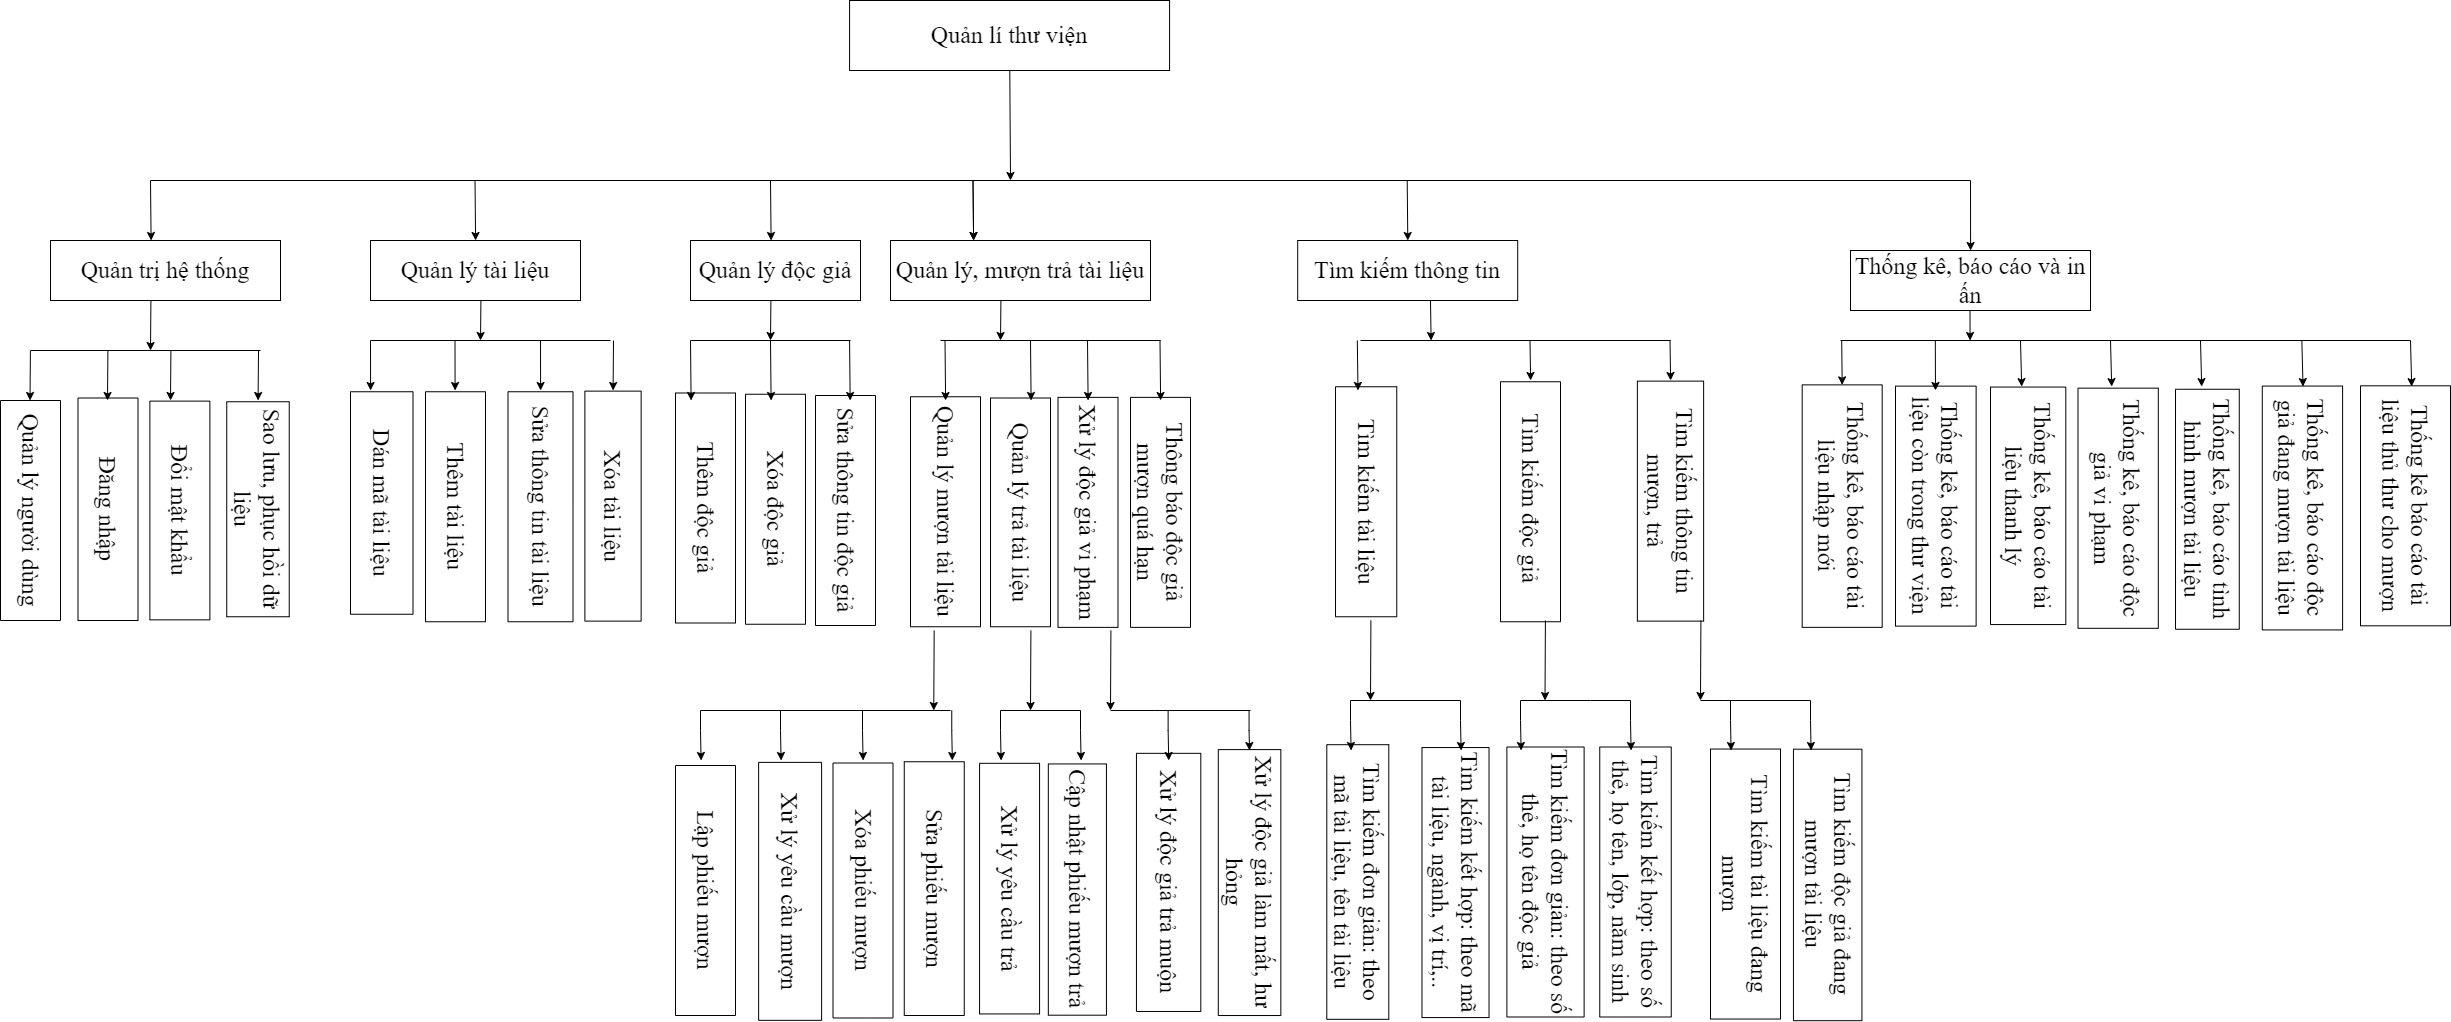 Quản lí thư viện
Quản trị hệ thống
Quản lý tài liệu
Quản lý độc giả
Quản lý, mượn trả tài liệu
Tìm kiếm thông tin
Thống kê, báo cáo và in
ấn
Quản lý người dùng
Đăng nhập
Đổi mật khẩu
Sao lưu, phục hồi dữ
liệu
Dán mã tài liệu
Thêm tài liệu
Sửa thông tin tài liệu
Xóa tài liệu
Thêm độc giả
Xóa độc giả
Sửa thông tin độc giả
Quản lý mượn tài liệu
Quản lý trả tài liệu
Xử lý độc giả vi phạm
Thông báo độc giả
mượn quá hạn
Tìm kiếm tài liệu
Tìm kiếm độc giả
Tìm kiếm thông tin
mượn, trả
Thống kê, báo cáo tài
liệu nhập mới
Thống kê, báo cáo tài
liệu còn trong thư viện
Thống kê, báo cáo tài
liệu thanh lý
Thống kê, báo cáo độc
giả vi phạm
Thống kê, báo cáo tình
hình mượn tài liệu
Thống kê, báo cáo độc
giả đang mượn tài liệu
Thống kê báo cáo tài
liệu thủ thư cho mượn
Lập phiếu mượn
Xử lý yêu cầu mượn
Xóa phiếu mượn
Sửa phiếu mượn
Xử lý yêu cầu trả
Cập nhật phiếu mượn trả
Xử lý độc giả trả muộn
Xử lý độc giả làm mất, hư
hỏng
Tìm kiếm đơn giản: theo
mã tài liệu, tên tài liệu
Tìm kiếm kết hợp: theo mã
tài liệu, ngành, vị trí,..
Tìm kiếm đơn giản: theo số
thẻ, họ tên độc giả
Tìm kiếm kết hợp: theo số
thẻ, họ tên, lớp, năm sinh
Tìm kiếm tài liệu đang
mượn
Tìm kiếm độc giả đang
mượn tài liệu